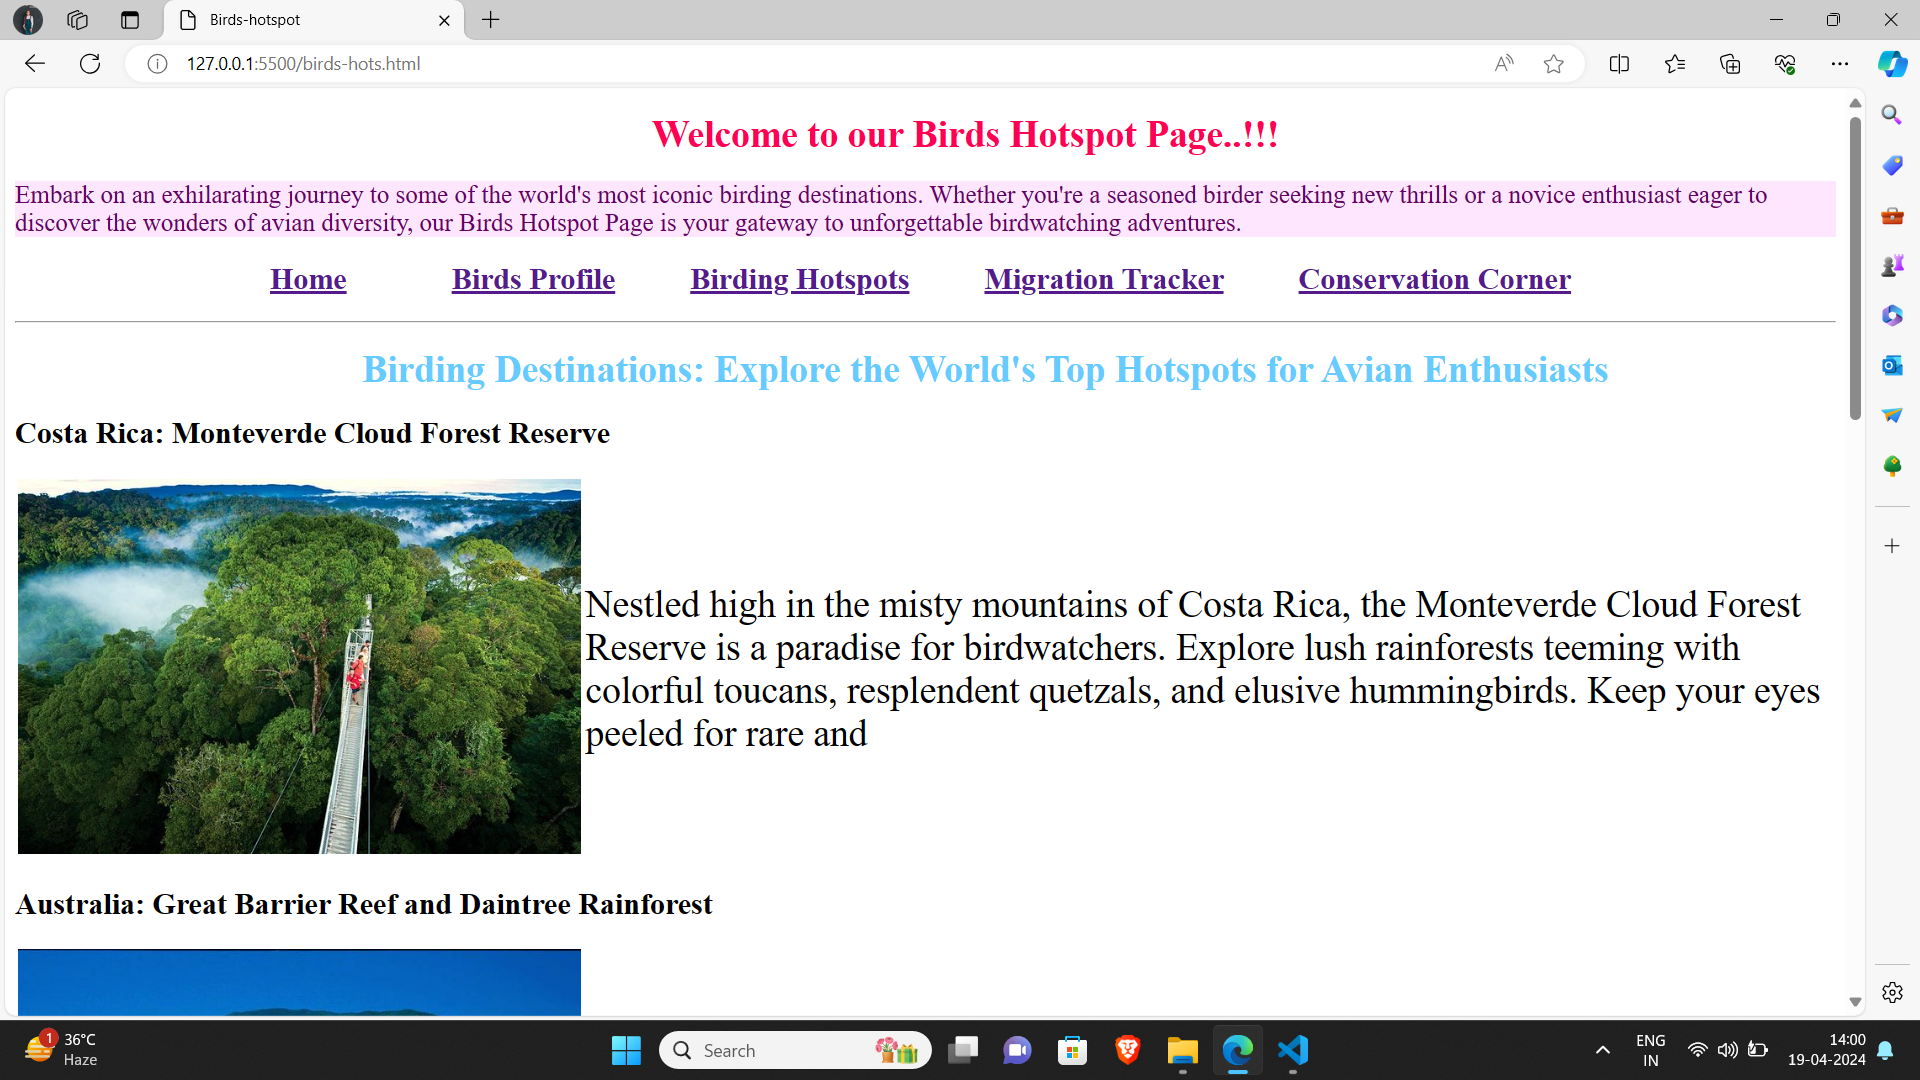 Birds-hotspot
127.0.0.1:5500/birds-hots.html
Welcome to our Birds Hotspot Page..!!!
Embark on an exhilarating journey to some of the world's most iconic birding destinations. Whether you're a seasoned birder seeking new thrills or a novice enthusiast eager to
discover the wonders of avian diversity, our Birds Hotspot Page is your gateway to unforgettable birdwatching adventures.
Home Birds Profile Birding Hotspots Migration Tracker Conservation Corner
Birding Destinations: Explore the World's Top Hotspots for Avian Enthusiasts
Costa Rica: Monteverde Cloud Forest Reserve
Nestled high in the misty mountains of Costa Rica, the Monteverde Cloud Forest
Reserve is a paradise for birdwatchers. Explore lush rainforests teeming with
colorful toucans, resplendent quetzals, and elusive hummingbirds. Keep your eyes
peeled for rare and
Australia: Great Barrier Reef and Daintree Rainforest
1
36°C
Haze
Search
ENG
IN
14:00
19-04-2024